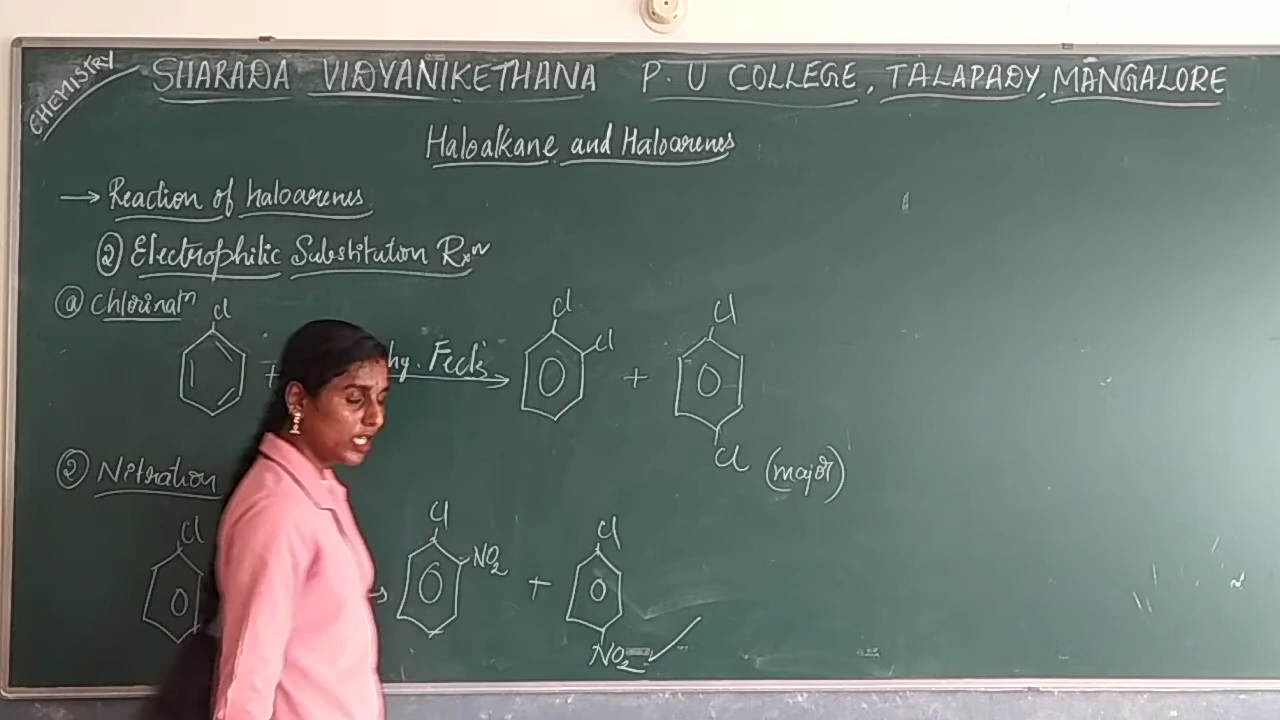 CHEMISTRY
SHARADA VIDYANIKETHANA P. U COLLEGE, TALAPADY, MANGALORE
Haloalkane and Haloarenes
→ Reaction of haloarenes
② Electrophilic Substitution Rxn
ⓐ Chlorinatn
Cl + hy. FeCl3 → Cl Cl + Cl Cl (major)
② Nitration
Cl → Cl NO2 + Cl NO2 ✓